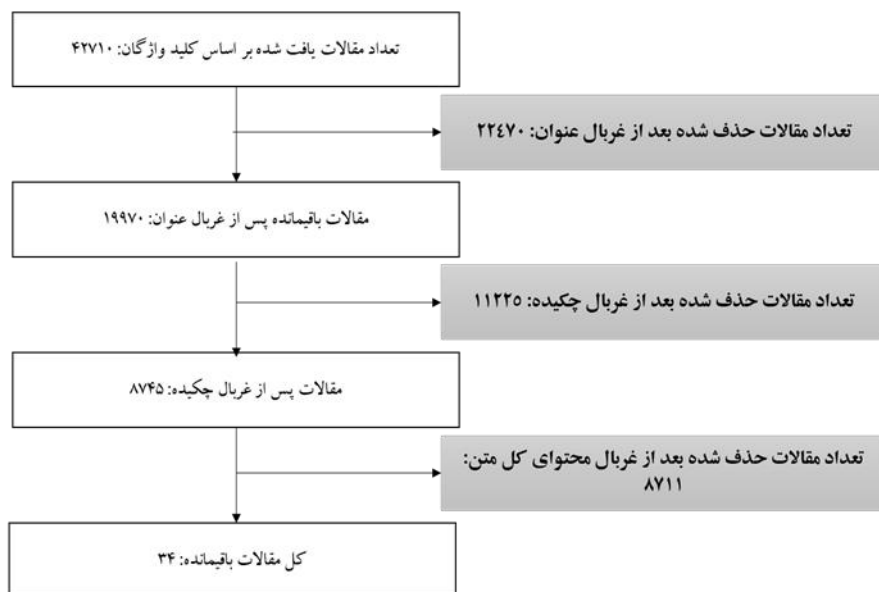 تعداد مقالات یافت شده بر اساس کلید واژگان: ۴۲۷۱۰
تعداد مقالات حذف شده بعد از غربال عنوان: ۲۲٤۷۰
مقالات باقیمانده پس از غربال عنوان: ۱۹۹۷۰
تعداد مقالات حذف شده بعد از غربال چکیده: ۱۱۲۲٥
مقالات پس از غربال چکیده: ۸۷۴۵
تعداد مقالات حذف شده بعد از غربال محتوای کل متن:
۸۷۱۱
کل مقالات باقیمانده: ۳۴